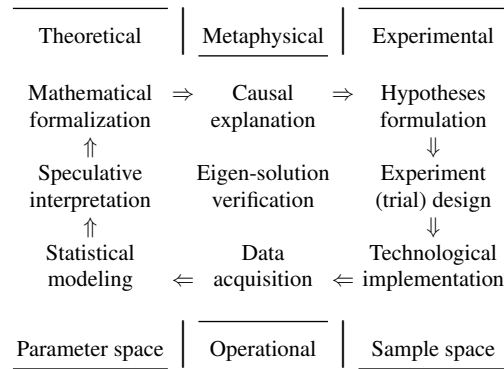 Theoretical Metaphysical Experimental
Mathematical ⇒ Causal ⇒ Hypotheses
formalization explanation formulation
⇑ ⇓
Speculative Eigen-solution Experiment
interpretation verification (trial) design
⇑ ⇓
Statistical Data Technological
modeling ⇐ acquisition ⇐ implementation
Parameter space Operational Sample space